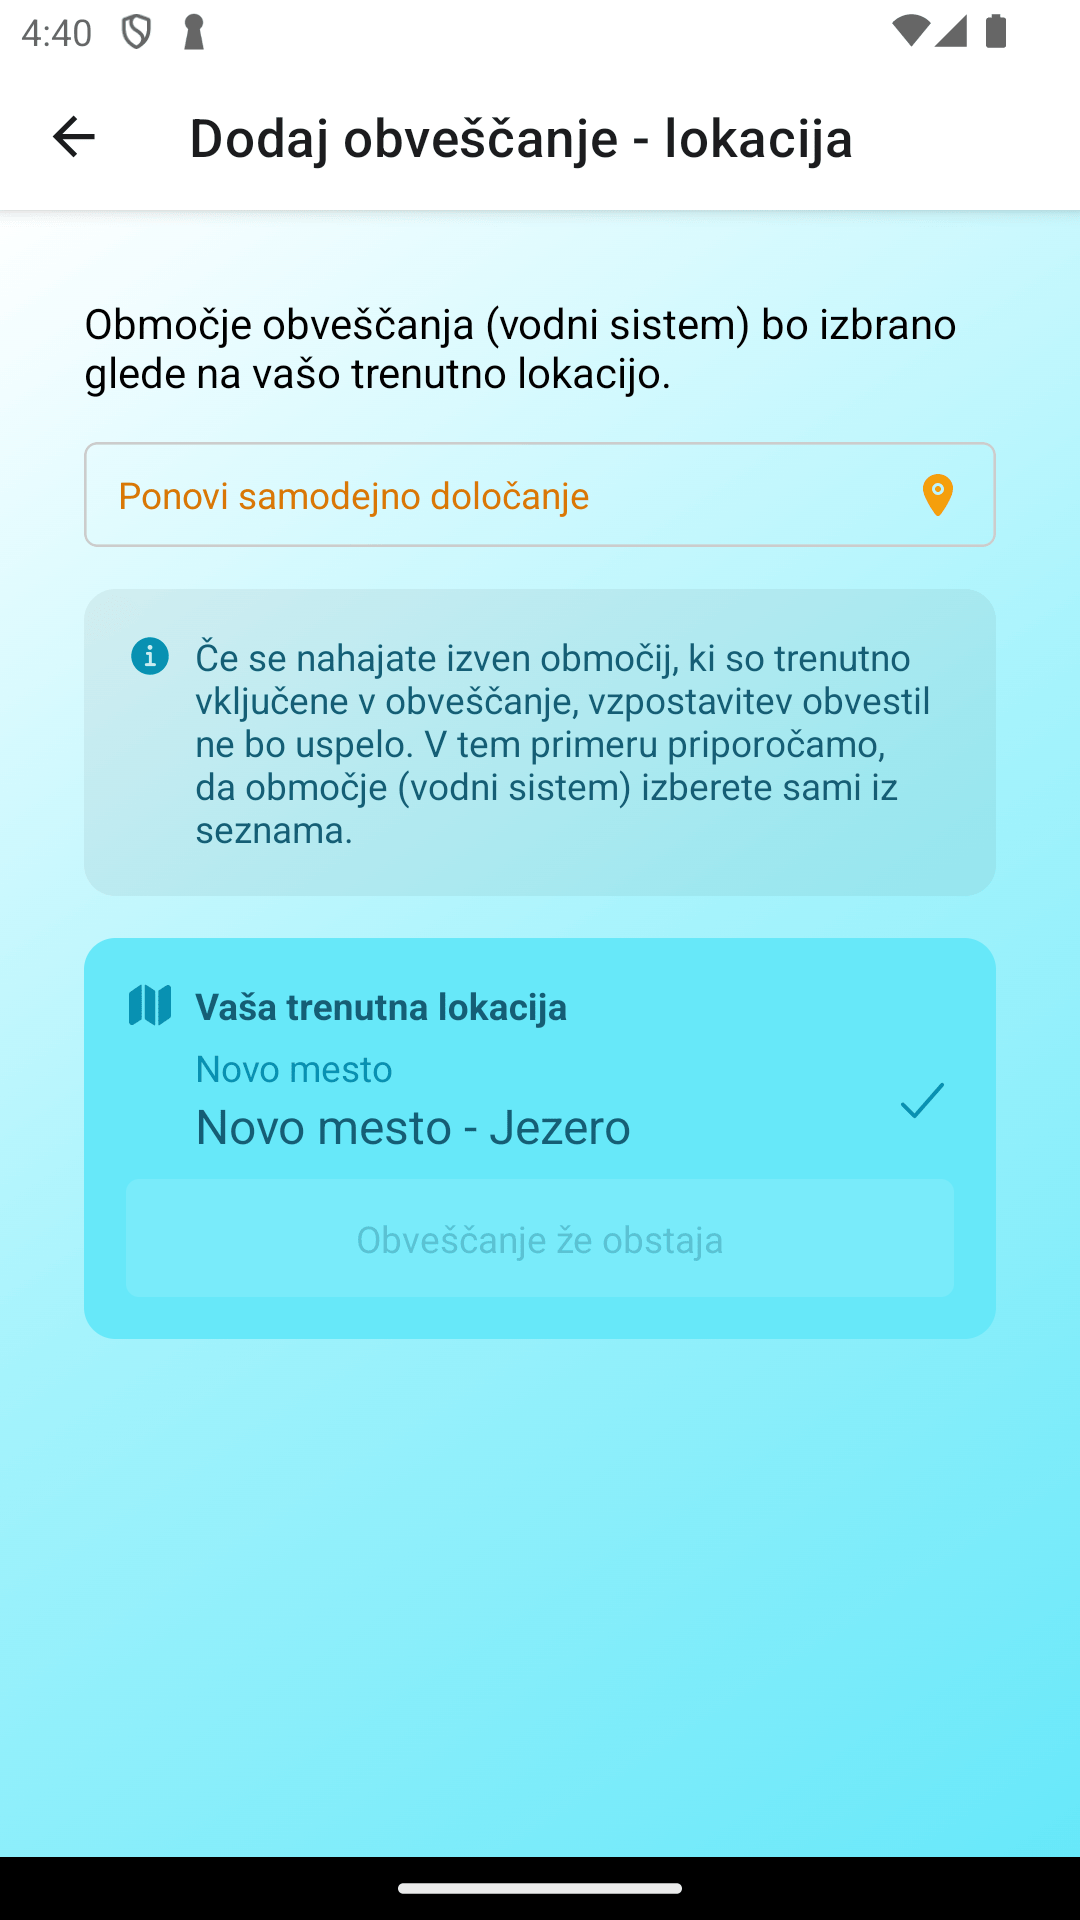 4:40
Dodaj obveščanje - lokacija
Območje obveščanja (vodni sistem) bo izbrano
glede na vašo trenutno lokacijo.
Ponovi samodejno določanje
Če se nahajate izven območij, ki so trenutno
vključene v obveščanje, vzpostavitev obvestil
ne bo uspelo. V tem primeru priporočamo,
da območje (vodni sistem) izberete sami iz
seznama.
Vaša trenutna lokacija
Novo mesto
Novo mesto - Jezero
Obveščanje že obstaja